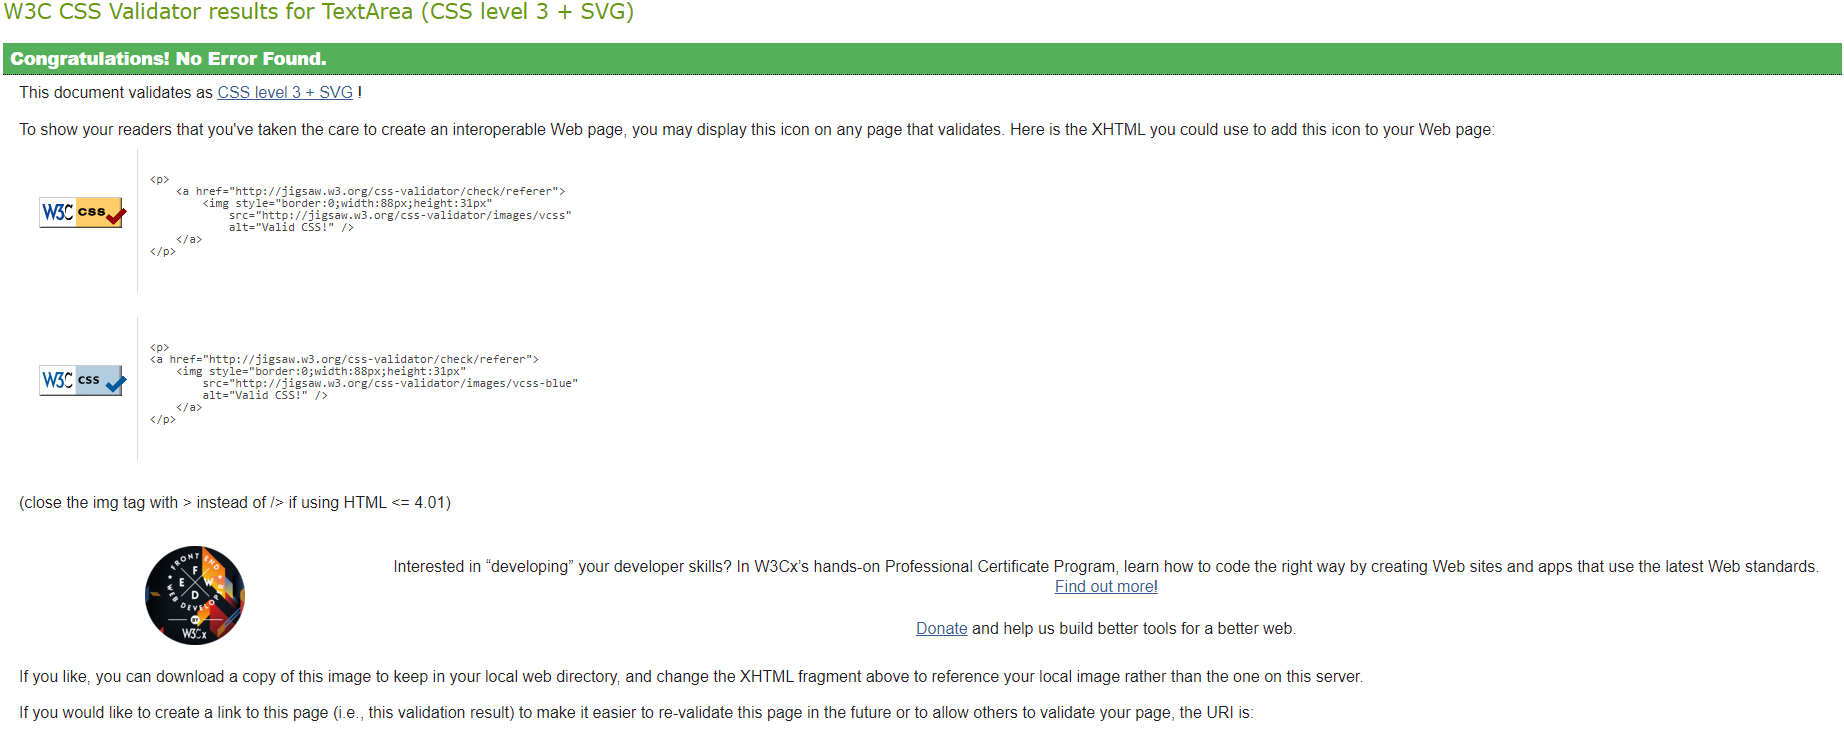 W3C CSS Validator results for TextArea (CSS level 3 + SVG)
Congratulations! No Error Found.
This document validates as CSS level 3 + SVG !
To show your readers that you've taken the care to create an interoperable Web page, you may display this icon on any page that validates. Here is the XHTML you could use to add this icon to your Web page:
W3C css
<p>
<a href="http://jigsaw.w3.org/css-validator/check/referer">
<img style="border:0;width:88px;height:31px"
src="http://jigsaw.w3.org/css-validator/images/vcss"
alt="Valid CSS!" />
</a>
</p>
W3C css
<p>
<a href="http://jigsaw.w3.org/css-validator/check/referer">
<img style="border:0;width:88px;height:31px"
src="http://jigsaw.w3.org/css-validator/images/vcss-blue"
alt="Valid CSS!" />
</a>
</p>
(close the img tag with > instead of /> if using HTML <= 4.01)
FRONT END
F
E W
D
WEB DEVELOPER
BY
W3Cx
Interested in “developing” your developer skills? In W3Cx’s hands-on Professional Certificate Program, learn how to code the right way by creating Web sites and apps that use the latest Web standards.
Find out more!
Donate and help us build better tools for a better web.
If you like, you can download a copy of this image to keep in your local web directory, and change the XHTML fragment above to reference your local image rather than the one on this server.
If you would like to create a link to this page (i.e., this validation result) to make it easier to re-validate this page in the future or to allow others to validate your page, the URI is: